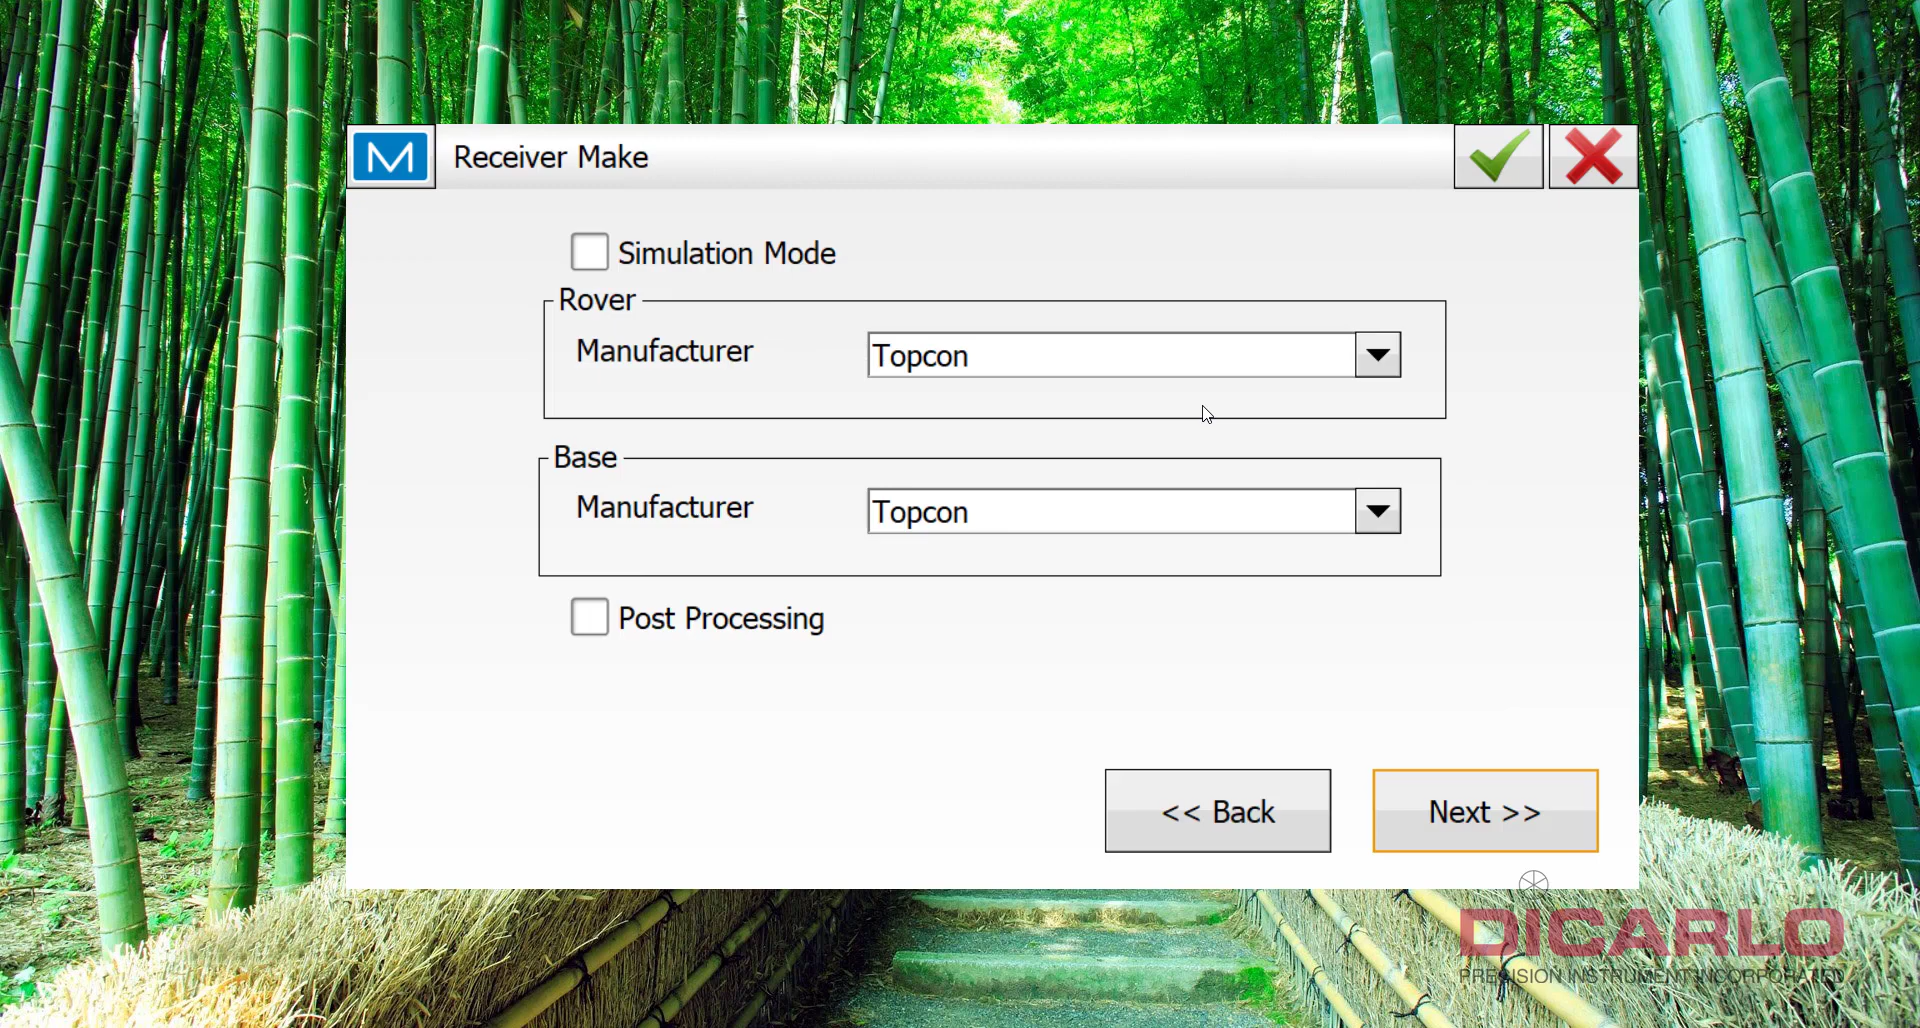 Receiver Make
Simulation Mode
Rover
Manufacturer
Topcon
Base
Manufacturer
Topcon
Post Processing
<< Back
Next >>
DICARLO
PRECISION INSTRUMENT INCORPORATED